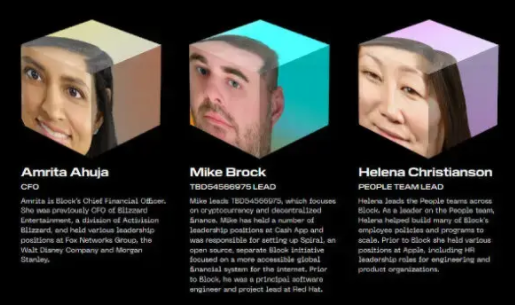 Amrita Ahuja
CFO
Amrita is Block's Chief Financial Officer.
She was previously CFO of Blizzard
Entertainment, a division of Activision
Blizzard, and held various leadership
positions at Fox Networks Group, the
Walt Disney Company and Morgan
Stanley.
Mike Brock
TBD54566975 LEAD
Mike leads TBD54566975, which focuses
on cryptocurrency and decentralized
finance. Mike has held a number of
leadership positions at Cash App and
was responsible for setting up Spiral, an
open source, separate Block initiative
focused on a more accessible global
financial system for the internet. Prior
to Block, he was a principal software
engineer and project lead at Red Hat.
Helena Christianson
PEOPLE TEAM LEAD
Helena leads the People teams across
Block. As a leader on the People team,
Helena helped build many of Block's
employee policies and programs to
scale. Prior to Block she held various
positions at Apple, including HR
leadership roles for engineering and
product organizations.